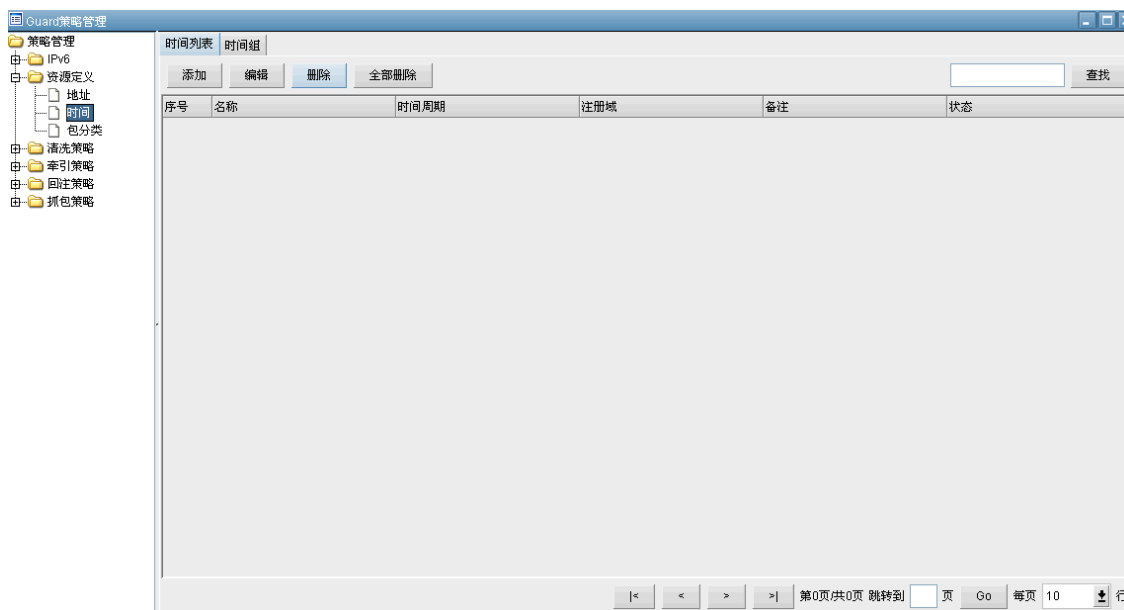 Guard策略管理
策略管理
IPv6
资源定义
地址
时间
包分类
清洗策略
牵引策略
回注策略
抓包策略
时间列表 时间组
添加 编辑 删除 全部删除 查找
序号 名称 时间周期 注册域 备注 状态
|< < > >| 第0页/共0页 跳转到 页 Go 每页 10 行